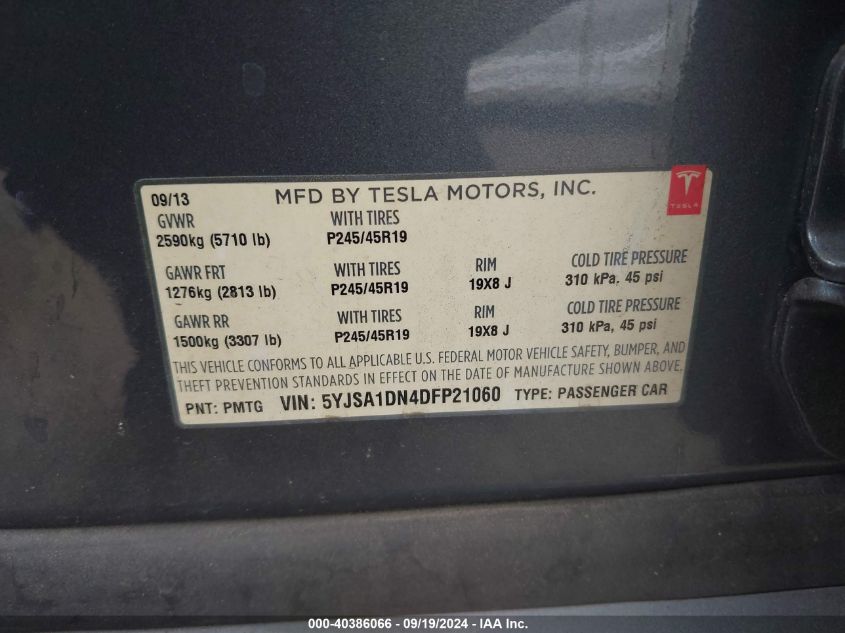 09/13 MFD BY TESLA MOTORS, INC.
TESLA
GVWR WITH TIRES
2590kg (5710 lb) P245/45R19
GAWR FRT WITH TIRES RIM COLD TIRE PRESSURE
1276kg (2813 lb) P245/45R19 19X8 J 310 kPa, 45 psi
GAWR RR WITH TIRES RIM COLD TIRE PRESSURE
1500kg (3307 lb) P245/45R19 19X8 J 310 kPa, 45 psi
THIS VEHICLE CONFORMS TO ALL APPLICABLE U.S. FEDERAL MOTOR VEHICLE SAFETY, BUMPER, AND
THEFT PREVENTION STANDARDS IN EFFECT ON THE DATE OF MANUFACTURE SHOWN ABOVE.
PNT: PMTG VIN: 5YJSA1DN4DFP21060 TYPE: PASSENGER CAR
000-40386066 - 09/19/2024 - IAA Inc.